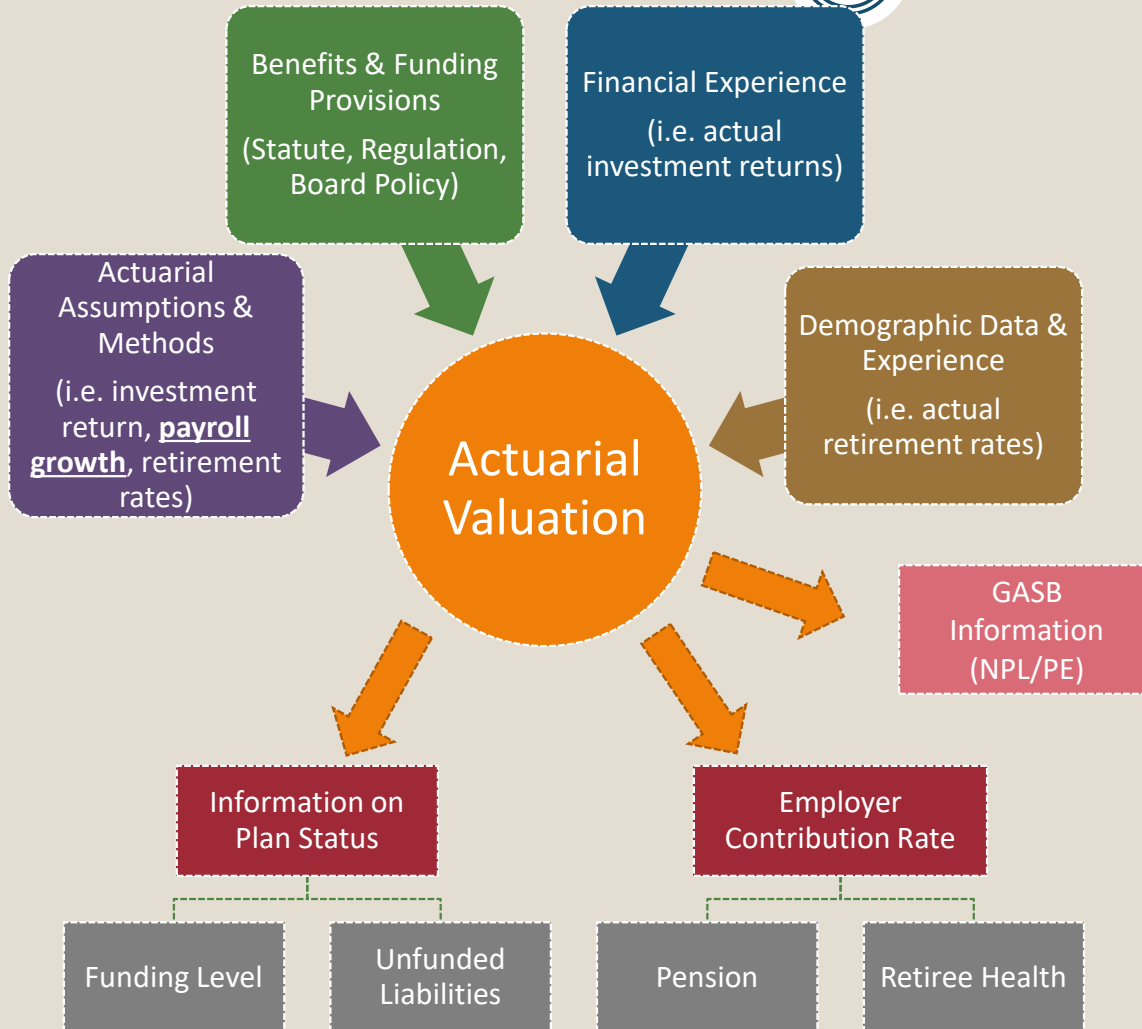 Benefits & Funding
Provisions
(Statute, Regulation,
Board Policy)
Financial Experience
(i.e. actual
investment returns)
Actuarial
Assumptions &
Methods
(i.e. investment
return, payroll
growth, retirement
rates)
Demographic Data &
Experience
(i.e. actual
retirement rates)
Actuarial
Valuation
GASB
Information
(NPL/PE)
Information on
Plan Status
Employer
Contribution Rate
Funding Level
Unfunded
Liabilities
Pension
Retiree Health